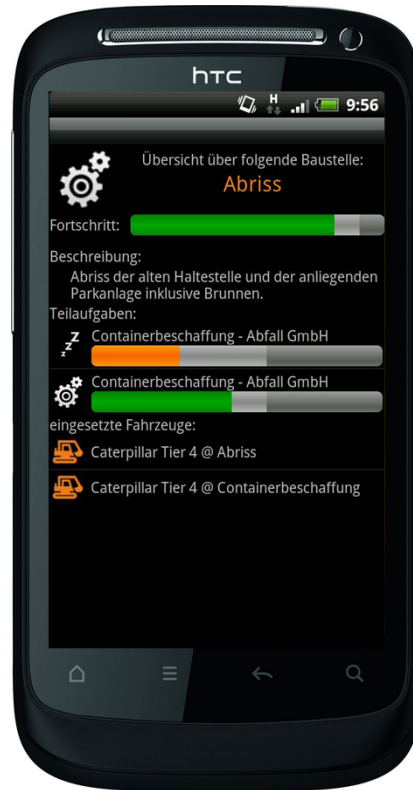 hTC
H
9:56
Übersicht über folgende Baustelle:
Abriss
Fortschritt:
Beschreibung:
Abriss der alten Haltestelle und der anliegenden
Parkanlage inklusive Brunnen.
Teilaufgaben:
z z Z
Containerbeschaffung - Abfall GmbH
Containerbeschaffung - Abfall GmbH
eingesetzte Fahrzeuge:
Caterpillar Tier 4 @ Abriss
Caterpillar Tier 4 @ Containerbeschaffung